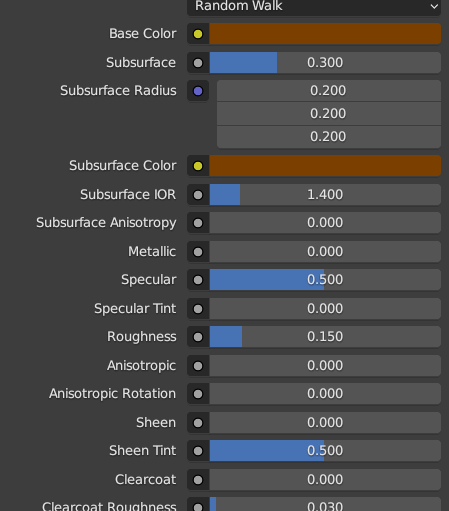 Random Walk
Base Color
Subsurface 0.300
Subsurface Radius 0.200
0.200
0.200
Subsurface Color
Subsurface IOR 1.400
Subsurface Anisotropy 0.000
Metallic 0.000
Specular 0.500
Specular Tint 0.000
Roughness 0.150
Anisotropic 0.000
Anisotropic Rotation 0.000
Sheen 0.000
Sheen Tint 0.500
Clearcoat 0.000
Clearcoat Roughness 0.030